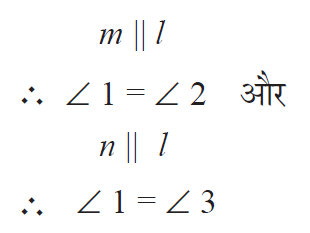 m || l
∴ ∠ 1 = ∠ 2 और
n || l
∴ ∠ 1 = ∠ 3